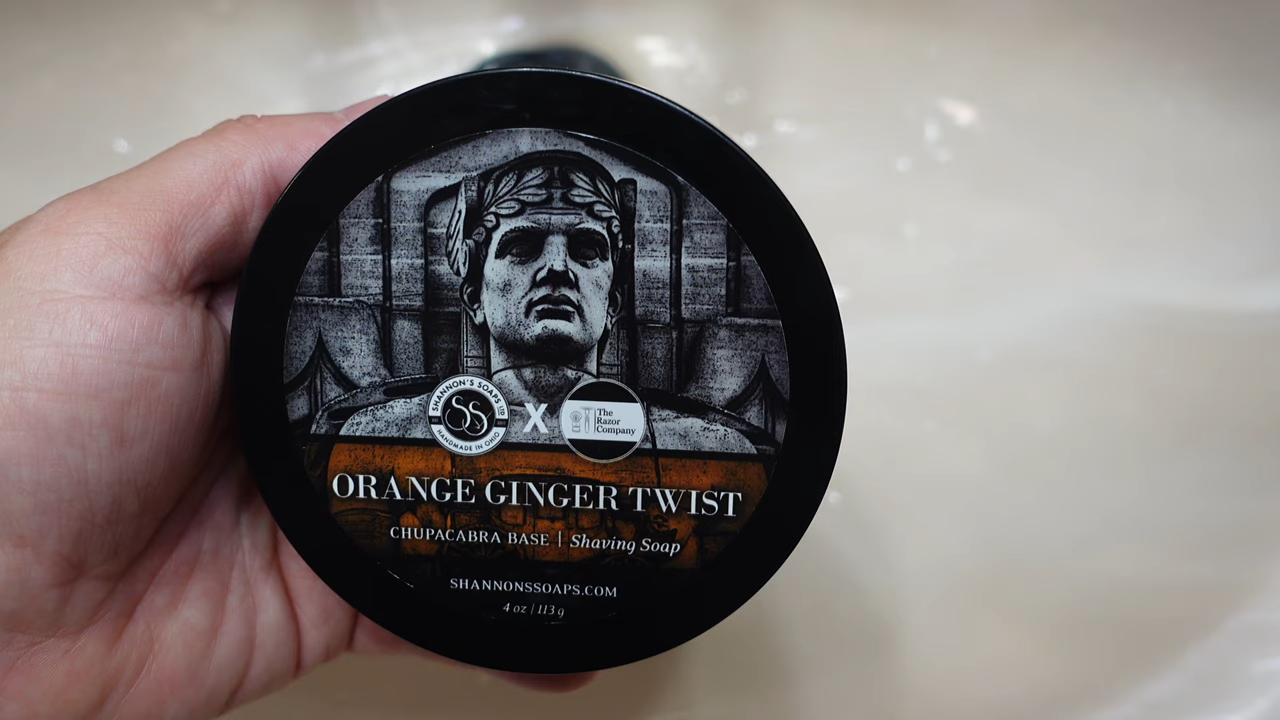 SHANNON'S SOAPS LTD
SS
HANDMADE IN OHIO
X
The
Razor
Company
ORANGE GINGER TWIST
CHUPACABRA BASE | Shaving Soap
SHANNONSSOAPS.COM
4 oz | 113 g